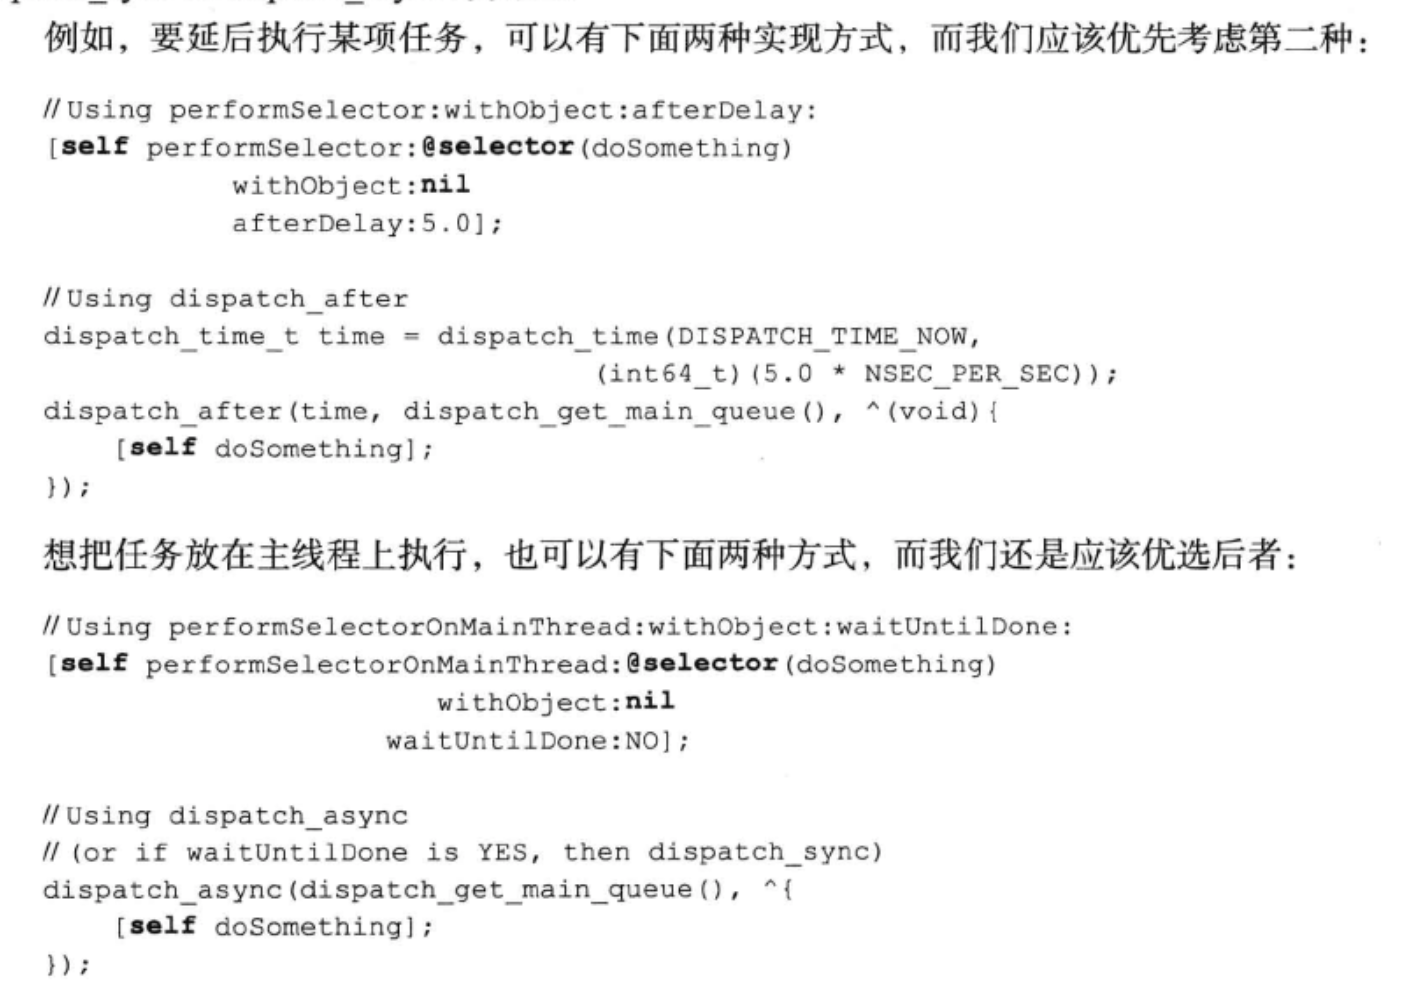 例如，要延后执行某项任务，可以有下面两种实现方式，而我们应该优先考虑第二种：
//Using performSelector:withObject:afterDelay:
[self performSelector:@selector(doSomething)
withObject:nil
afterDelay:5.0];
//Using dispatch_after
dispatch_time_t time = dispatch_time(DISPATCH_TIME_NOW,
(int64_t)(5.0 * NSEC_PER_SEC));
dispatch_after(time, dispatch_get_main_queue(), ^(void){
[self doSomething];
});
想把任务放在主线程上执行，也可以有下面两种方式，而我们还是应该优选后者：
//Using performSelectorOnMainThread:withObject:waitUntilDone:
[self performSelectorOnMainThread:@selector(doSomething)
withObject:nil
waitUntilDone:NO];
//Using dispatch_async
//(or if waitUntilDone is YES, then dispatch_sync)
dispatch_async(dispatch_get_main_queue(), ^{
[self doSomething];
});